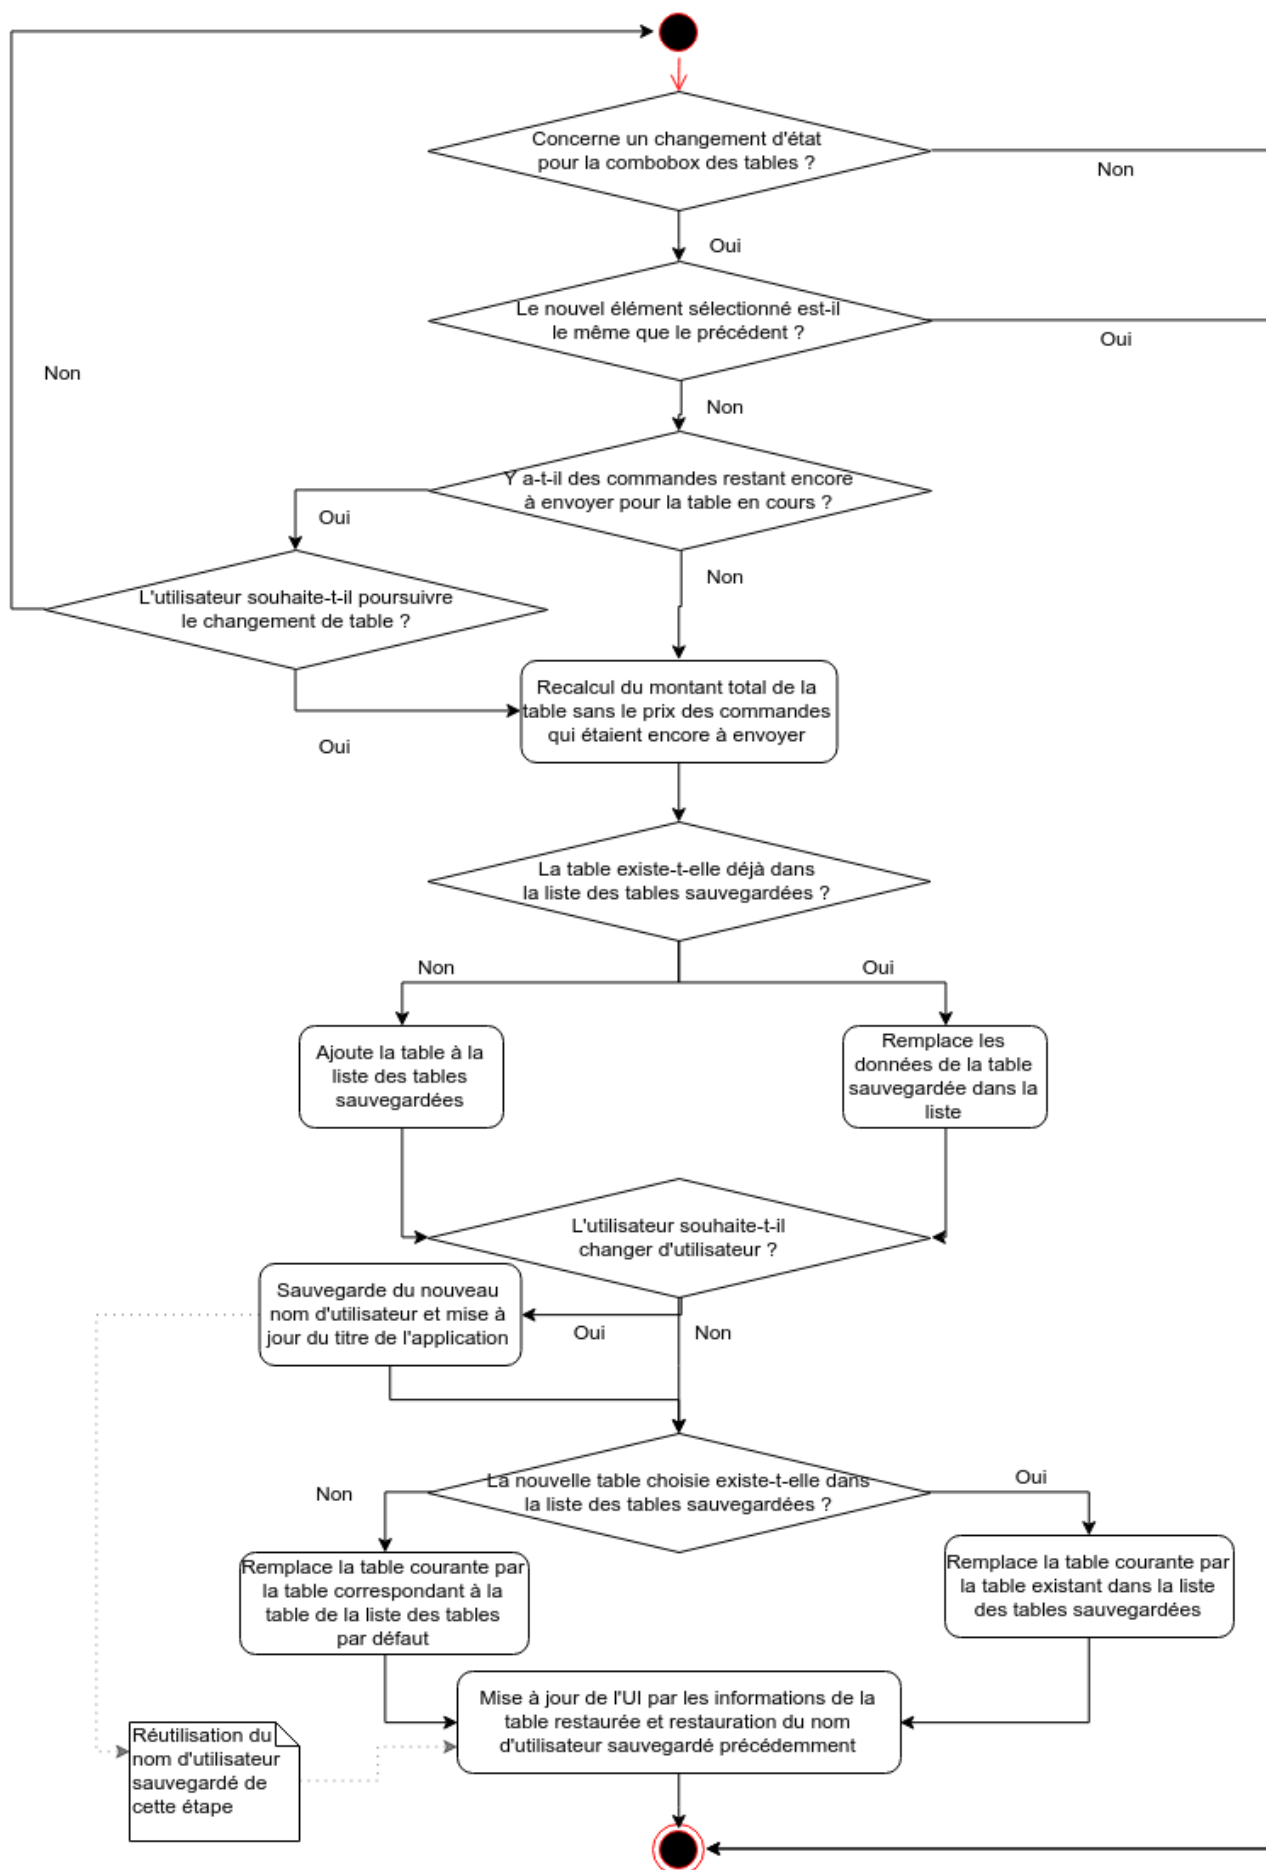 Concerne un changement d'état
pour la combobox des tables ?
Non
Oui
Le nouvel élément sélectionné est-il
le même que le précédent ?
Oui
Non
Non
Y a-t-il des commandes restant encore
à envoyer pour la table en cours ?
Oui
Non
L'utilisateur souhaite-t-il poursuivre
le changement de table ?
Oui
Recalcul du montant total de la
table sans le prix des commandes
qui étaient encore à envoyer
La table existe-t-elle déjà dans
la liste des tables sauvegardées ?
Non
Oui
Ajoute la table à la
liste des tables
sauvegardées
Remplace les
données de la table
sauvegardée dans la
liste
L'utilisateur souhaite-t-il
changer d'utilisateur ?
Sauvegarde du nouveau
nom d'utilisateur et mise à
jour du titre de l'application
Oui
Non
La nouvelle table choisie existe-t-elle dans
la liste des tables sauvegardées ?
Non
Oui
Remplace la table courante par
la table correspondant à la
table de la liste des tables
par défaut
Remplace la table courante par
la table existant dans la liste
des tables sauvegardées
Mise à jour de l'UI par les informations de la
table restaurée et restauration du nom
d'utilisateur sauvegardé précédemment
Réutilisation du
nom d'utilisateur
sauvegardé de
cette étape